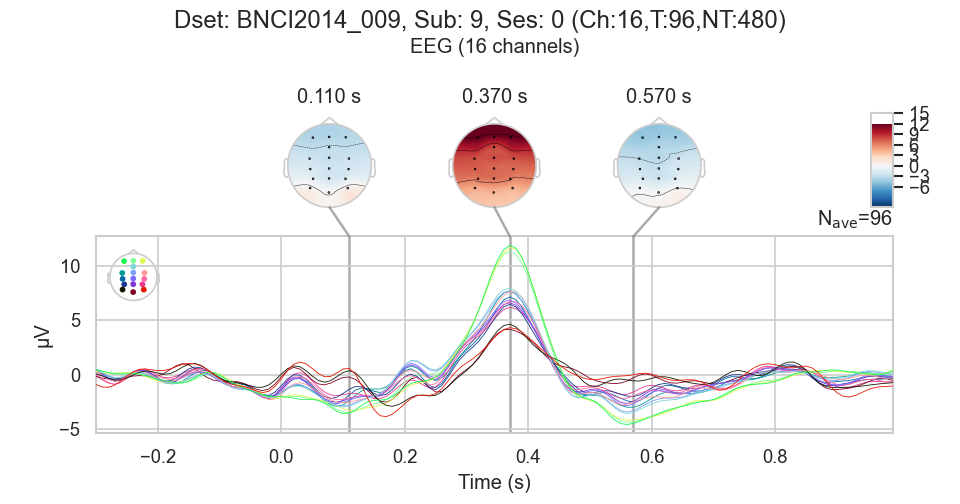 Dset: BNCI2014_009, Sub: 9, Ses: 0 (Ch:16,T:96,NT:480)
EEG (16 channels)
0.110 s
0.370 s
0.570 s
15
12
9
6
3
0
−3
−6
Nave=96
10
5
0
−5
µV
−0.2
0.0
0.2
0.4
0.6
0.8
Time (s)